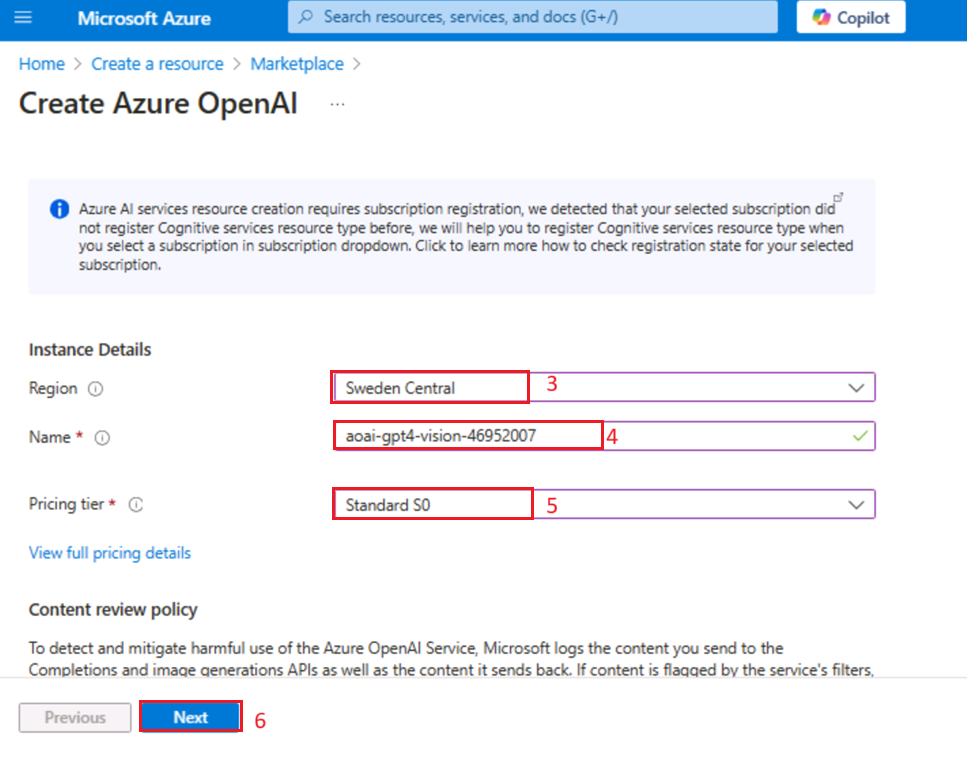 Microsoft Azure
Search resources, services, and docs (G+/)
Copilot
Home > Create a resource > Marketplace >
Create Azure OpenAI ...
Azure AI services resource creation requires subscription registration, we detected that your selected subscription did
not register Cognitive services resource type before, we will help you to register Cognitive services resource type when
you select a subscription in subscription dropdown. Click to learn more how to check registration state for your selected
subscription.
Instance Details
Region
Sweden Central
3
Name *
aoai-gpt4-vision-46952007
4
Pricing tier *
Standard S0
5
View full pricing details
Content review policy
To detect and mitigate harmful use of the Azure OpenAI Service, Microsoft logs the content you send to the
Completions and image generations APIs as well as the content it sends back. If content is flagged by the service's filters,
Previous
Next
6